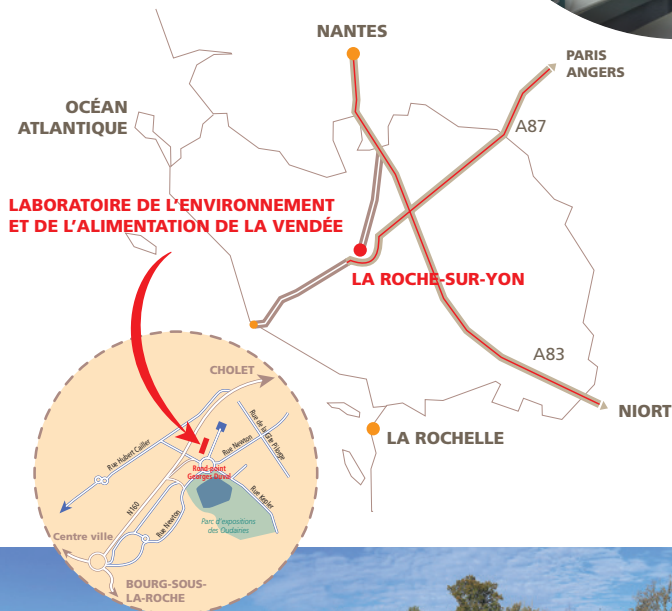 NANTES
PARIS
ANGERS
OCÉAN
ATLANTIQUE
A87
LABORATOIRE DE L'ENVIRONNEMENT
ET DE L'ALIMENTATION DE LA VENDÉE
LA ROCHE-SUR-YON
A83
NIORT
LA ROCHELLE
CHOLET
Rue Hubert Cailler
Rue Newton
Rond-point
Georges Duval
Rue Kepler
N160
Rue Newton
Parc d'expositions
des Oudairies
Centre ville
BOURG-SOUS-
LA-ROCHE